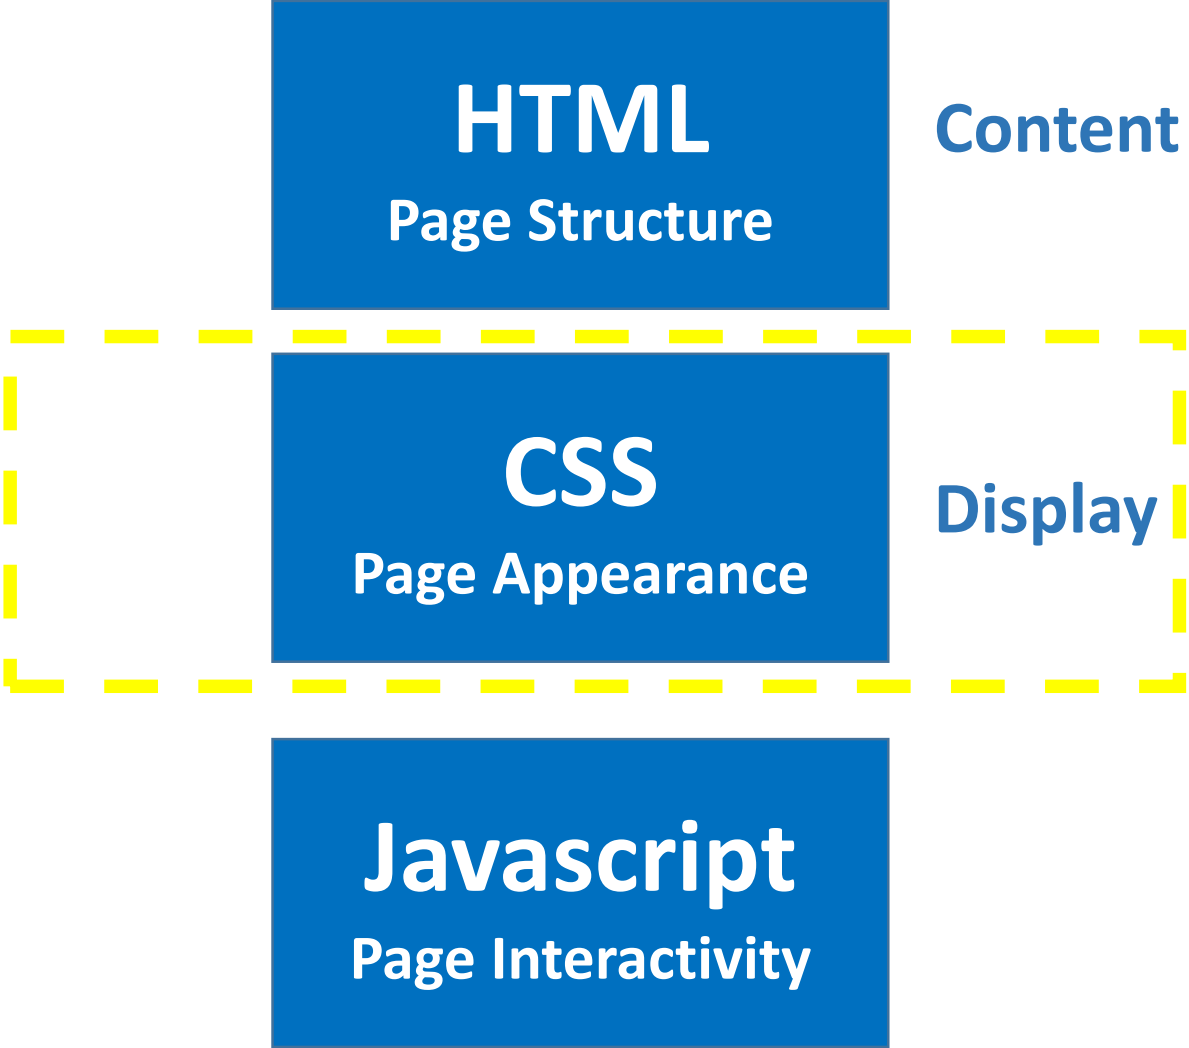 HTML
Content
Page Structure
CSS
Display
Page Appearance
Javascript
Page Interactivity